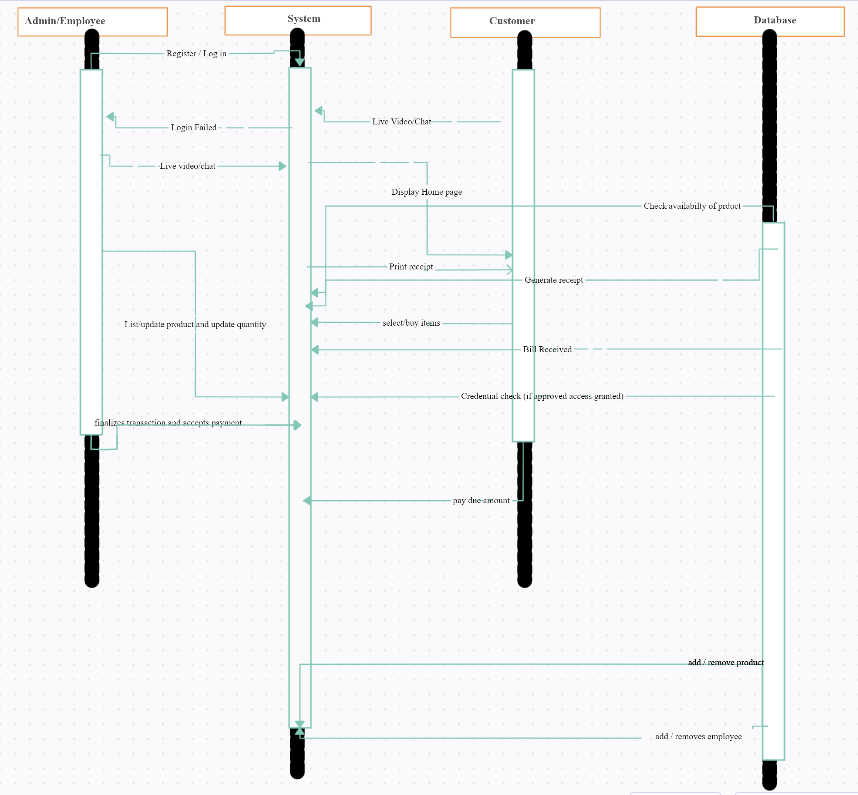 Admin/Employee
System
Customer
Database
Register / Log in
Live Video/Chat
Login Failed
Live video/chat
Display Home page
Check availabilty of prduct
Print receipt
Generate receipt
List/update product and update quantity
select/buy items
Bill Received
Credential check (if approved access granted)
finalizes transaction and accepts payment
pay due amount
add / remove product
add / removes employee